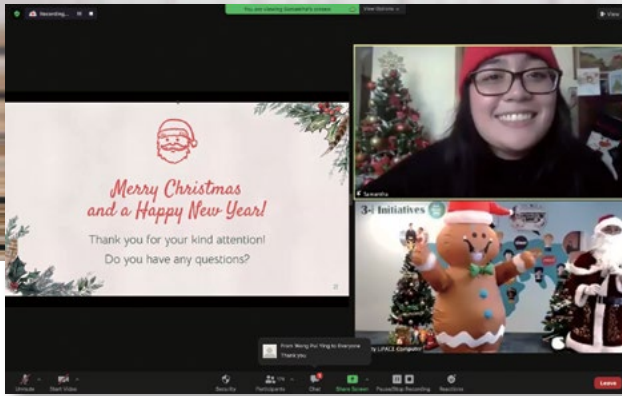 Recording...
You are viewing Samantha's screen
View Options
View
Merry Christmas
and a Happy New Year!
Thank you for your kind attention!
Do you have any questions?
Samantha
3-i Initiatives
From Wong Pui Ying to Everyone
Thank you
Unmute
Start Video
Security
Participants
Chat
Share Screen
Pause/Stop Recording
Reactions
Leave